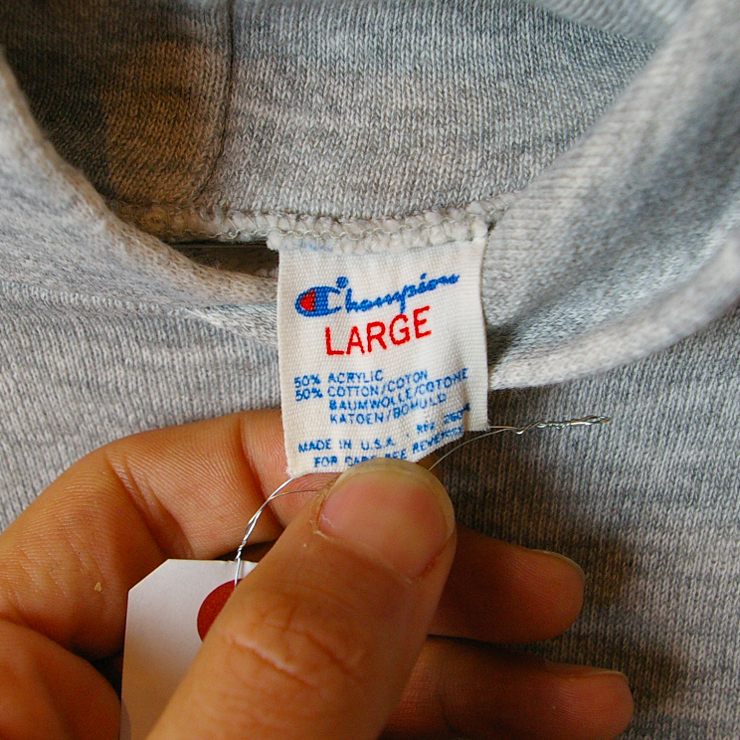 Champion
LARGE
50% ACRYLIC
50% COTTON/COTON
BAUMWOLLE/COTONE
KATOEN/BOMULD
MADE IN U.S.A.
FOR CARE SEE REVERSE